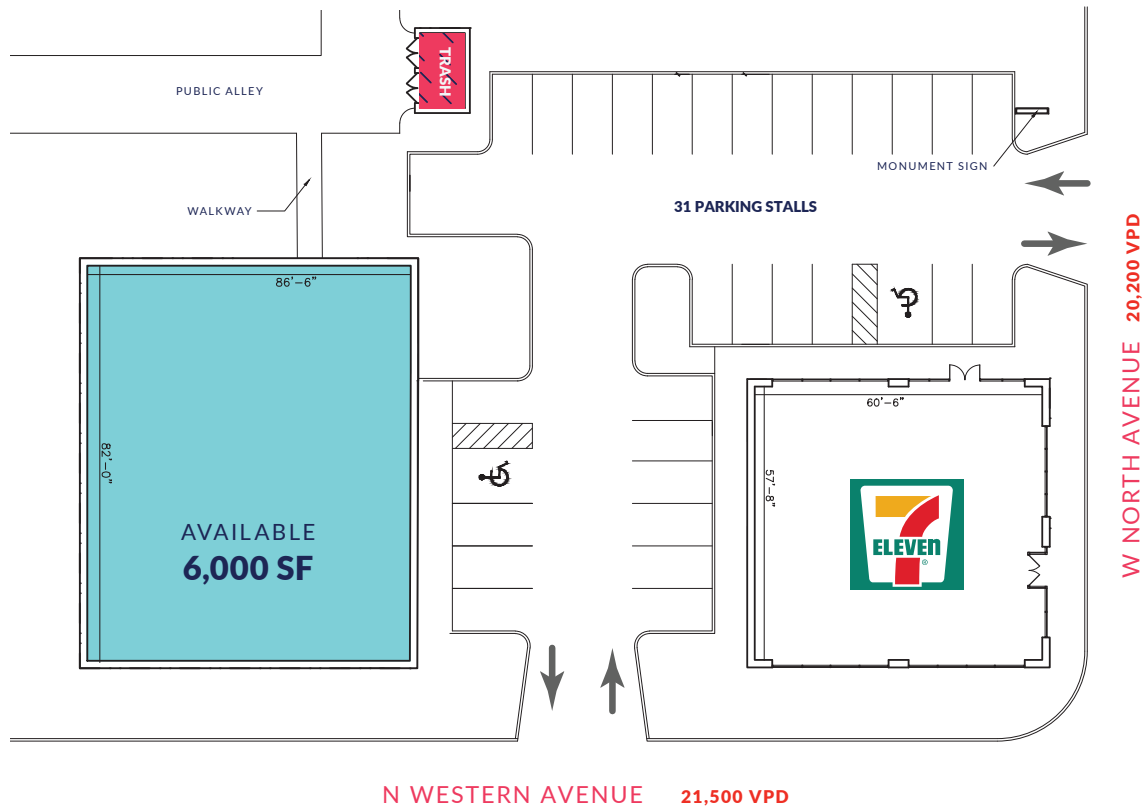 TRASH
PUBLIC ALLEY
MONUMENT SIGN
WALKWAY
31 PARKING STALLS
20,200 VPD
W NORTH AVENUE
86'-6"
82'-0"
AVAILABLE
6,000 SF
60'-6"
57'-8"
7
ELEVEn
®
N WESTERN AVENUE 21,500 VPD